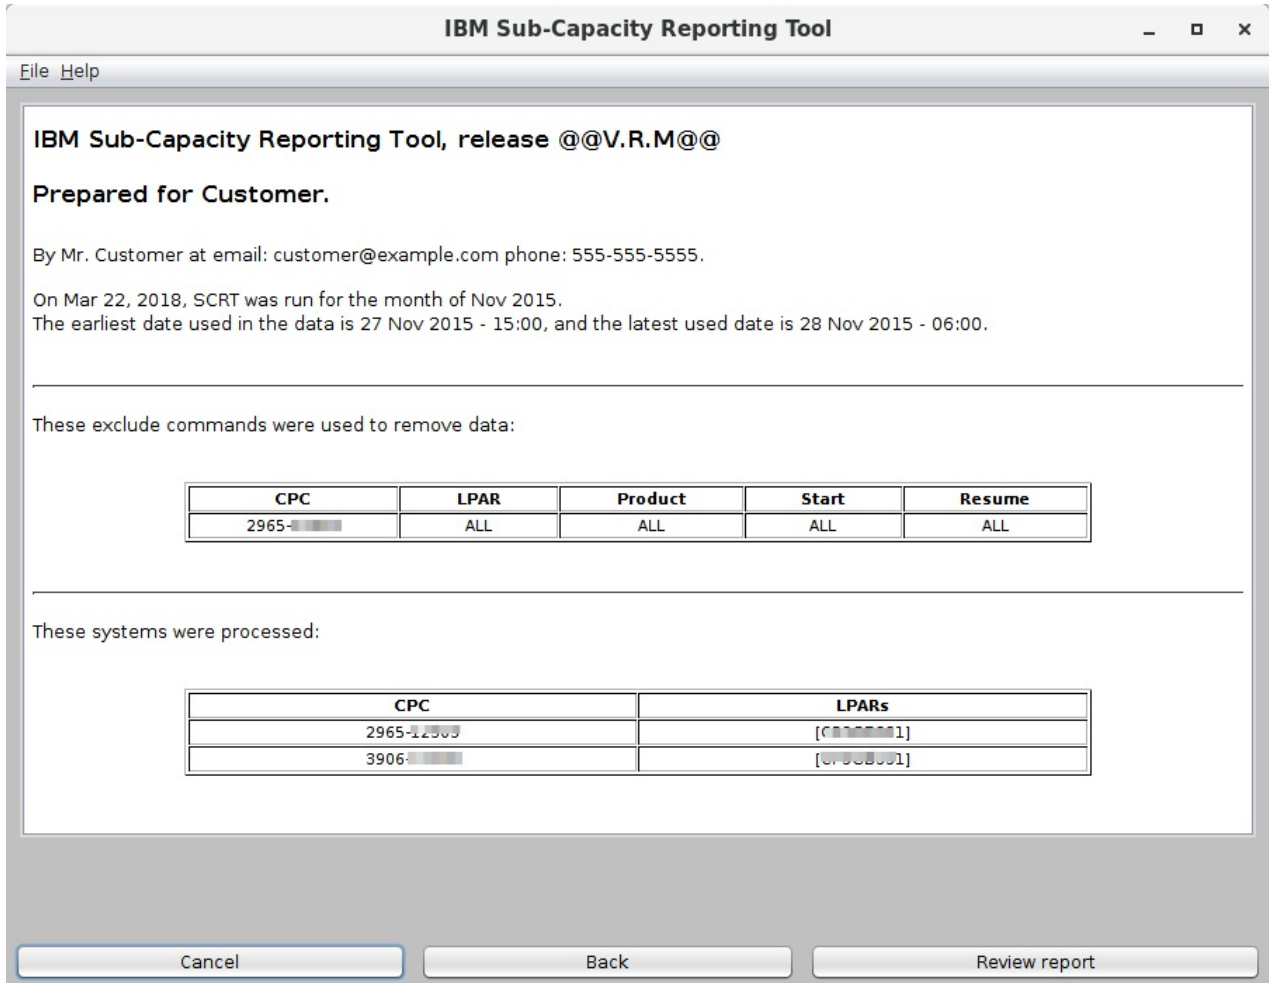 IBM Sub-Capacity Reporting Tool
File Help
IBM Sub-Capacity Reporting Tool, release @@V.R.M@@
Prepared for Customer.
By Mr. Customer at email: customer@example.com phone: 555-555-5555.
On Mar 22, 2018, SCRT was run for the month of Nov 2015.
The earliest date used in the data is 27 Nov 2015 - 15:00, and the latest used date is 28 Nov 2015 - 06:00.
These exclude commands were used to remove data:
CPC LPAR Product Start Resume
2965- ALL ALL ALL ALL
These systems were processed:
CPC LPARs
2965-
3906-
Cancel Back Review report